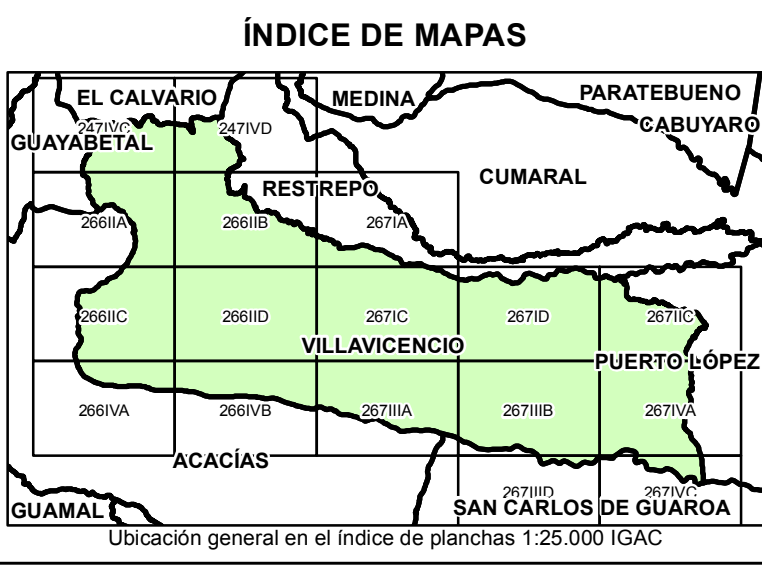 ÍNDICE DE MAPAS
EL CALVARIO
MEDINA
PARATEBUENO
247IVC
247IVD
CABUYARO
GUAYABETAL
RESTREPO
CUMARAL
266IIA
266IIB
267IA
266IIC
266IID
267IC
267ID
267IIC
VILLAVICENCIO
PUERTO LÓPEZ
266IVA
266IVB
267IIIA
267IIIB
267IVA
ACACÍAS
267IIID
267IVC
GUAMAL
SAN CARLOS DE GUAROA
Ubicación general en el índice de planchas 1:25.000 IGAC